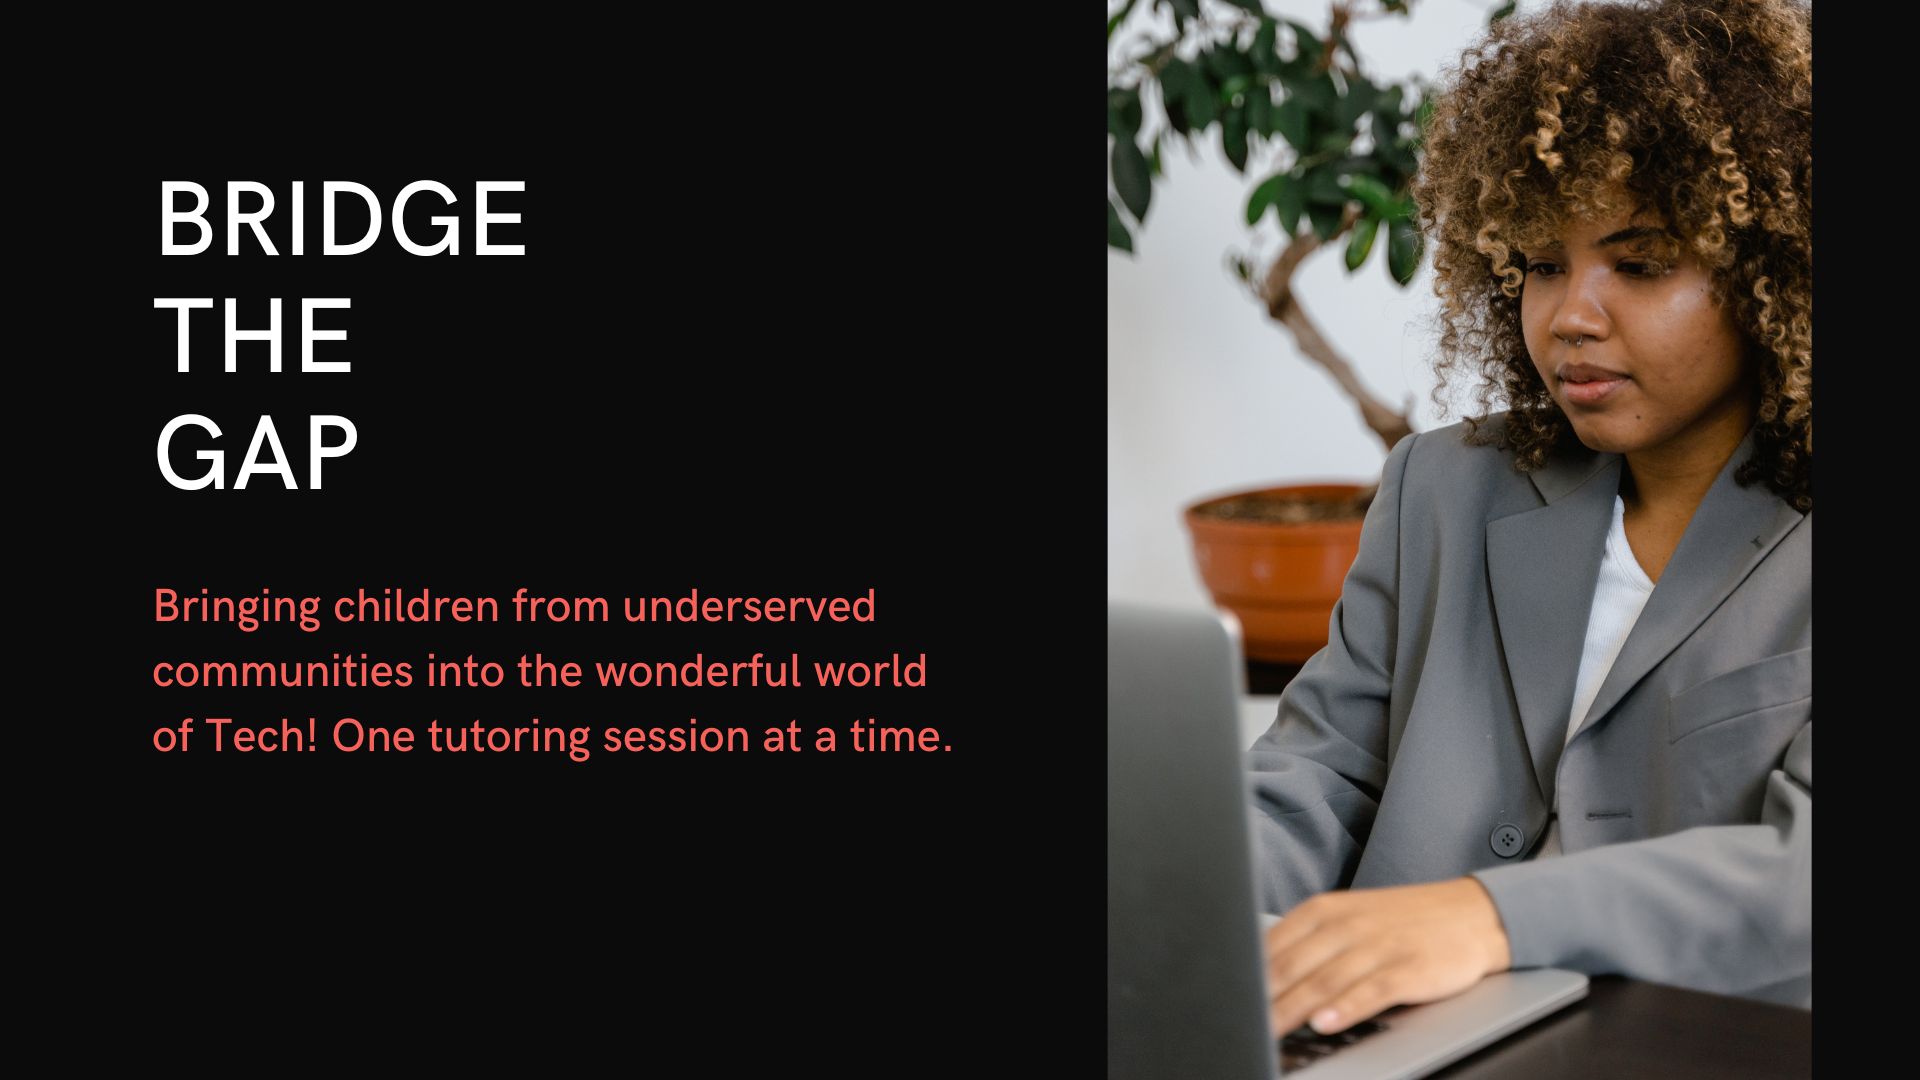 BRIDGE
THE
GAP
Bringing children from underserved
communities into the wonderful world
of Tech! One tutoring session at a time.